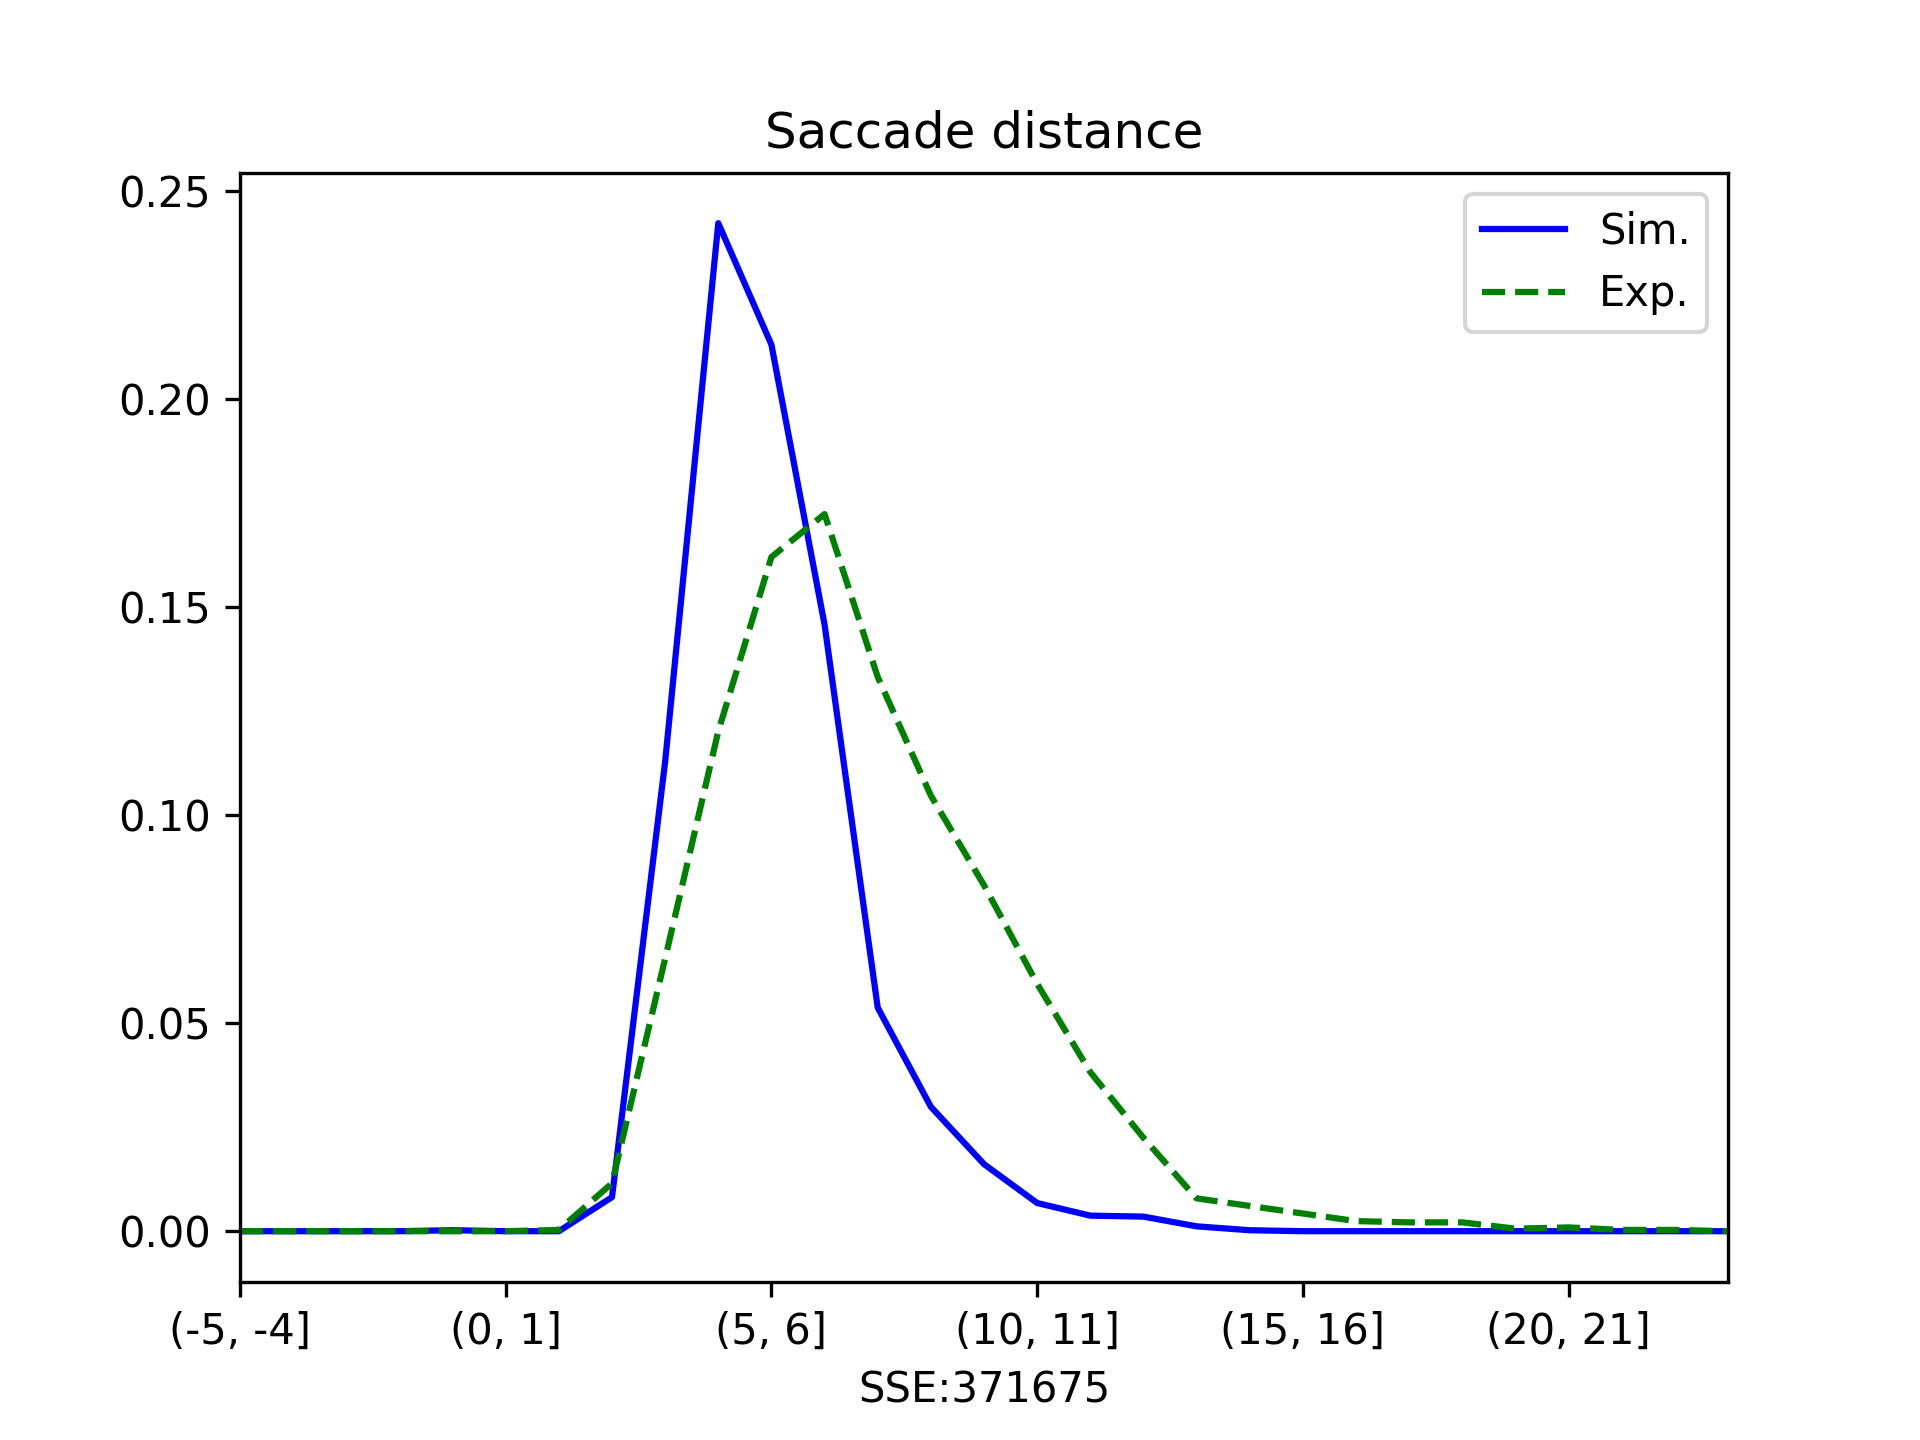 Saccade distance
Sim.
Exp.
0.25
0.20
0.15
0.10
0.05
0.00
(-5, -4] (0, 1] (5, 6] (10, 11] (15, 16] (20, 21]
SSE:371675